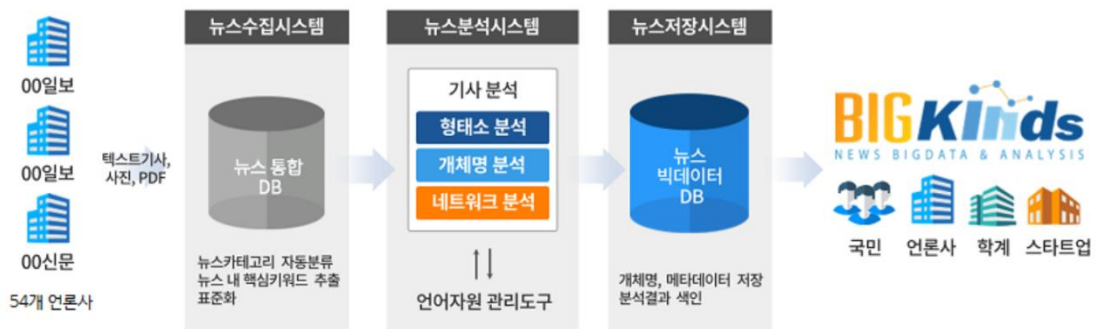 00일보
00일보
00신문
54개 언론사
텍스트기사,
사진, PDF
뉴스수집시스템
뉴스 통합
DB
뉴스카테고리 자동분류
뉴스 내 핵심키워드 추출
표준화
뉴스분석시스템
기사 분석
형태소 분석
개체명 분석
네트워크 분석
언어자원 관리도구
뉴스저장시스템
뉴스
빅데이터
DB
개체명, 메타데이터 저장
분석결과 색인
BIGKinds
NEWS BIGDATA & ANALYSIS
국민 언론사 학계 스타트업